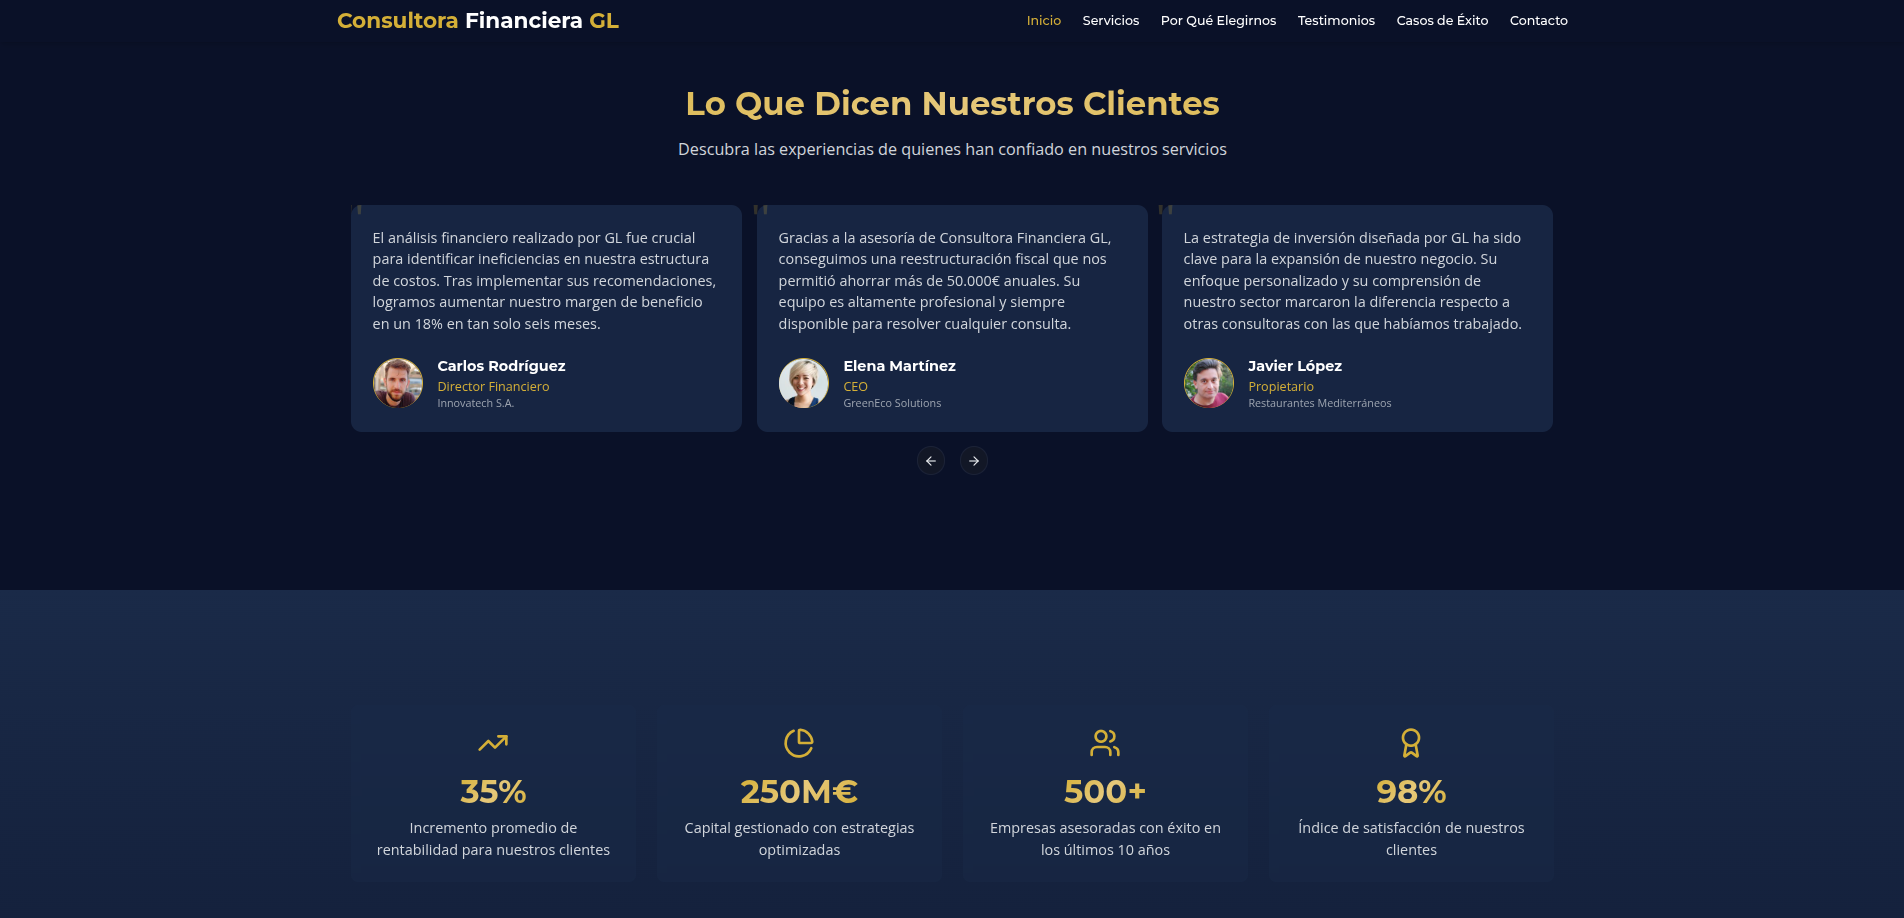 Consultora Financiera GL
Inicio Servicios Por Qué Elegirnos Testimonios Casos de Éxito Contacto
Lo Que Dicen Nuestros Clientes
Descubra las experiencias de quienes han confiado en nuestros servicios
El análisis financiero realizado por GL fue crucial
para identificar ineficiencias en nuestra estructura
de costos. Tras implementar sus recomendaciones,
logramos aumentar nuestro margen de beneficio
en un 18% en tan solo seis meses.
Carlos Rodríguez
Director Financiero
Innovatech S.A.
"
Gracias a la asesoría de Consultora Financiera GL,
conseguimos una reestructuración fiscal que nos
permitió ahorrar más de 50.000€ anuales. Su
equipo es altamente profesional y siempre
disponible para resolver cualquier consulta.
Elena Martínez
CEO
GreenEco Solutions
"
La estrategia de inversión diseñada por GL ha sido
clave para la expansión de nuestro negocio. Su
enfoque personalizado y su comprensión de
nuestro sector marcaron la diferencia respecto a
otras consultoras con las que habíamos trabajado.
Javier López
Propietario
Restaurantes Mediterráneos
35%
Incremento promedio de
rentabilidad para nuestros clientes
250M€
Capital gestionado con estrategias
optimizadas
500+
Empresas asesoradas con éxito en
los últimos 10 años
98%
Índice de satisfacción de nuestros
clientes